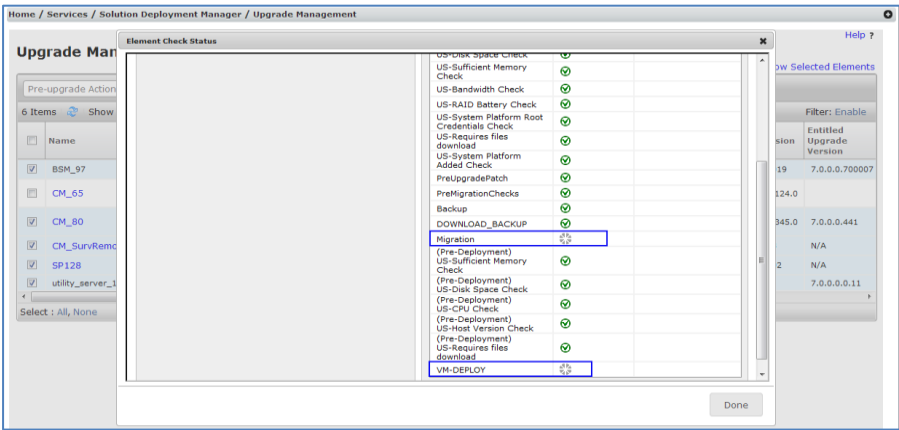 Home / Services / Solution Deployment Manager / Upgrade Management
Help ?
Upgrade Man
Element Check Status
ow Selected Elements
Pre-upgrade Action
6 Items Show
Filter: Enable
Name
sion
Entitled
Upgrade
Version
BSM_97
19
7.0.0.0.700007
CM_65
124.0
CM_80
345.0
7.0.0.0.441
CM_SurvRemo
N/A
SP128
2
N/A
utility_server_1
7.0.0.0.0.11
Select : All, None
US-Disk Space Check
US-Sufficient Memory
Check
US-Bandwidth Check
US-RAID Battery Check
US-System Platform Root
Credentials Check
US-Requires files
download
US-System Platform
Added Check
PreUpgradePatch
PreMigrationChecks
Backup
DOWNLOAD_BACKUP
Migration
(Pre-Deployment)
US-Sufficient Memory
Check
(Pre-Deployment)
US-Disk Space Check
(Pre-Deployment)
US-CPU Check
(Pre-Deployment)
US-Host Version Check
(Pre-Deployment)
US-Requires files
download
VM-DEPLOY
Done